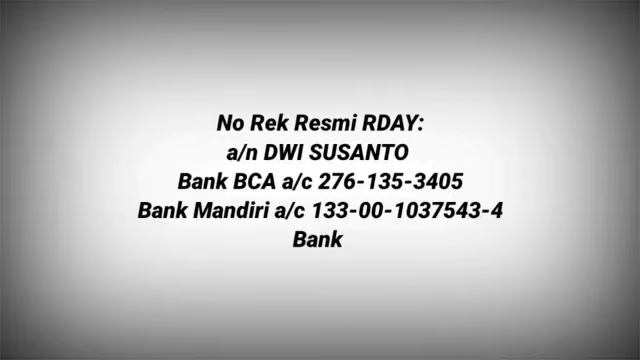 No Rek Resmi RDAY:
a/n DWI SUSANTO
Bank BCA a/c 276-135-3405
Bank Mandiri a/c 133-00-1037543-4
Bank